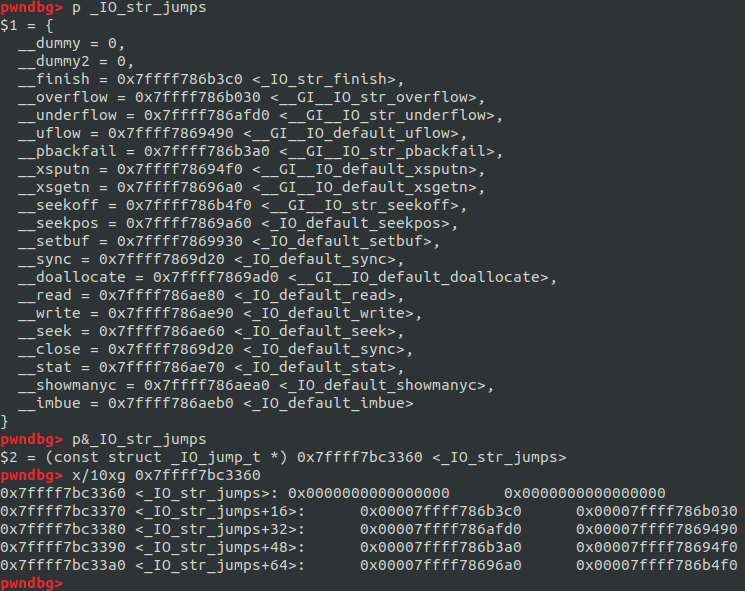 pwndbg> p _IO_str_jumps
$1 = {
  __dummy = 0,
  __dummy2 = 0,
  __finish = 0x7ffff786b3c0 <_IO_str_finish>,
  __overflow = 0x7ffff786b030 <__GI__IO_str_overflow>,
  __underflow = 0x7ffff786afd0 <__GI__IO_str_underflow>,
  __uflow = 0x7ffff7869490 <__GI__IO_default_uflow>,
  __pbackfail = 0x7ffff786b3a0 <__GI__IO_str_pbackfail>,
  __xsputn = 0x7ffff78694f0 <__GI__IO_default_xsputn>,
  __xsgetn = 0x7ffff78696a0 <__GI__IO_default_xsgetn>,
  __seekoff = 0x7ffff786b4f0 <__GI__IO_str_seekoff>,
  __seekpos = 0x7ffff7869a60 <_IO_default_seekpos>,
  __setbuf = 0x7ffff7869930 <_IO_default_setbuf>,
  __sync = 0x7ffff7869d20 <_IO_default_sync>,
  __doallocate = 0x7ffff7869ad0 <__GI__IO_default_doallocate>,
  __read = 0x7ffff786ae80 <_IO_default_read>,
  __write = 0x7ffff786ae90 <_IO_default_write>,
  __seek = 0x7ffff786ae60 <_IO_default_seek>,
  __close = 0x7ffff7869d20 <_IO_default_sync>,
  __stat = 0x7ffff786ae70 <_IO_default_stat>,
  __showmanyc = 0x7ffff786aea0 <_IO_default_showmanyc>,
  __imbue = 0x7ffff786aeb0 <_IO_default_imbue>
}
pwndbg> p&_IO_str_jumps
$2 = (const struct _IO_jump_t *) 0x7ffff7bc3360 <_IO_str_jumps>
pwndbg> x/10xg 0x7ffff7bc3360
0x7ffff7bc3360 <_IO_str_jumps>: 0x0000000000000000 0x0000000000000000
0x7ffff7bc3370 <_IO_str_jumps+16>: 0x00007ffff786b3c0 0x00007ffff786b030
0x7ffff7bc3380 <_IO_str_jumps+32>: 0x00007ffff786afd0 0x00007ffff7869490
0x7ffff7bc3390 <_IO_str_jumps+48>: 0x00007ffff786b3a0 0x00007ffff78694f0
0x7ffff7bc33a0 <_IO_str_jumps+64>: 0x00007ffff78696a0 0x00007ffff786b4f0
pwndbg>